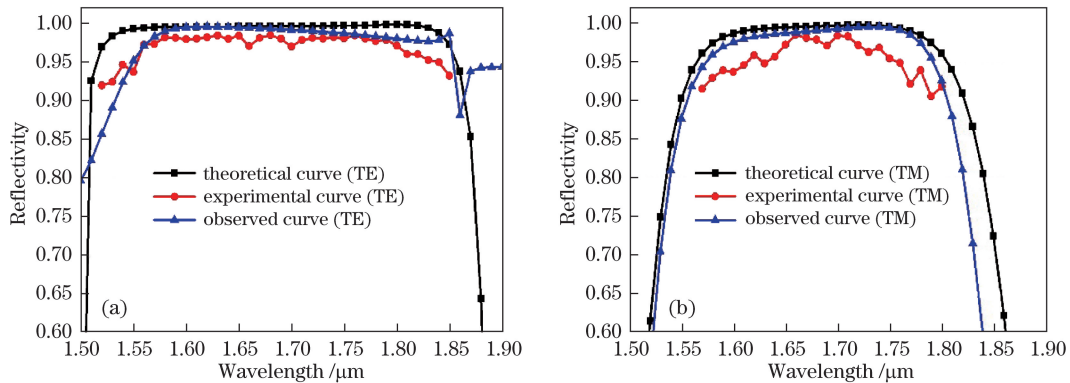 1.00
0.95
0.90
0.85
0.80
0.75
0.70
0.65
0.60
Reflectivity
theoretical curve (TE)
experimental curve (TE)
observed curve (TE)
(a)
1.50 1.55 1.60 1.65 1.70 1.75 1.80 1.85 1.90
Wavelength /μm
1.00
0.95
0.90
0.85
0.80
0.75
0.70
0.65
0.60
Reflectivity
theoretical curve (TM)
experimental curve (TM)
observed curve (TM)
(b)
1.50 1.55 1.60 1.65 1.70 1.75 1.80 1.85 1.90
Wavelength /μm